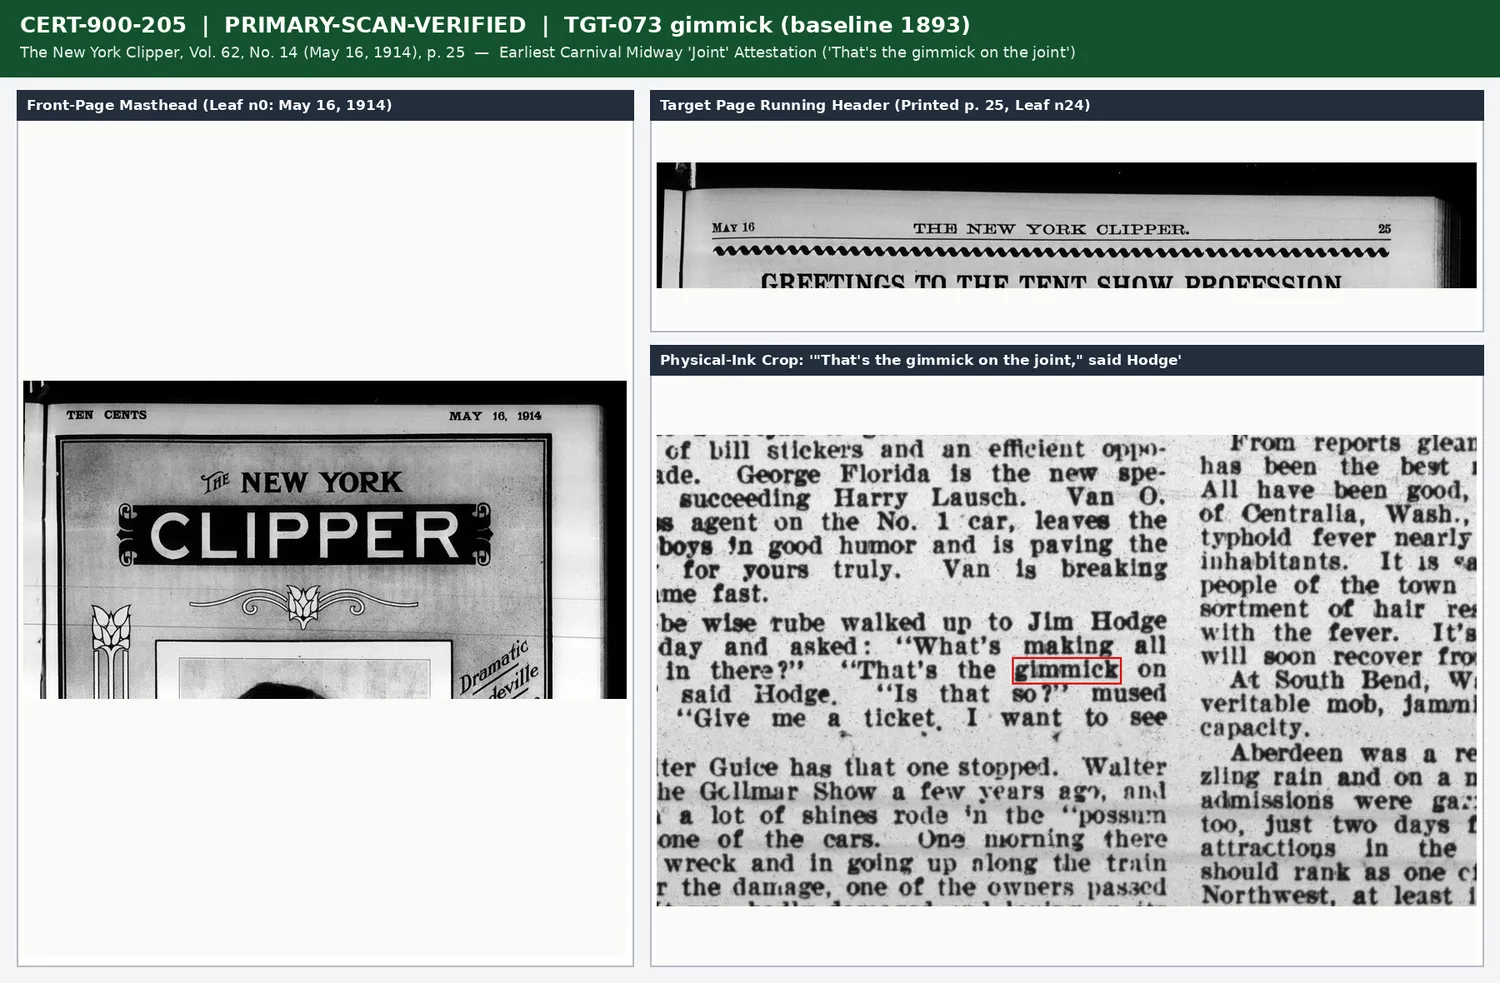 CERT-900-205 | PRIMARY-SCAN-VERIFIED | TGT-073 gimmick (baseline 1893)
The New York Clipper, Vol. 62, No. 14 (May 16, 1914), p. 25 — Earliest Carnival Midway 'Joint' Attestation ('That's the gimmick on the joint')
Front-Page Masthead (Leaf n0: May 16, 1914)
TEN CENTS MAY 16, 1914
THE NEW YORK
CLIPPER
Dramatic
Target Page Running Header (Printed p. 25, Leaf n24)
MAY 16 THE NEW YORK CLIPPER. 25
GREETINGS TO THE TENT SHOW PROFESSION
Physical-Ink Crop: '"That's the gimmick on the joint," said Hodge'
of bill stickers and an efficient oppo-
George Florida is the new spe-
succeeding Harry Lausch. Van O.
agent on the No. 1 car, leaves the
boys in good humor and is paving the
for yours truly. Van is breaking
fast.
wise rube walked up to Jim Hodge
day and asked: “What's making all
in there?” “That's the gimmick on
said Hodge. “Is that so?” mused
“Give me a ticket. I want to see
Guice has that one stopped. Walter
Gollmar Show a few years ago, and
a lot of shines rode in the “possum
one of the cars. One morning there
wreck and in going up along the train
the damage, one of the owners passed
From reports
has been the best
All have been good,
of Centralia, Wash.,
typhoid fever nearly
inhabitants. It is
people of the town
sortment of hair
with the fever. It's
will soon recover
At South Bend,
veritable mob,
capacity.
Aberdeen was a
zling rain and on a
admissions were
too, just two days
attractions in the
should rank as one
Northwest, at least